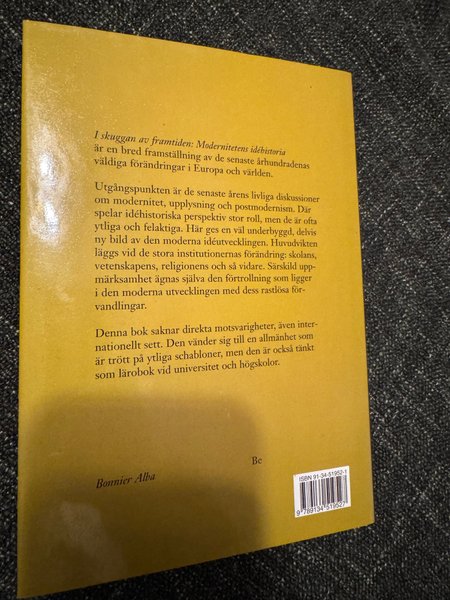 I skuggan av framtiden: Modernitetens idéhistoria
är en bred framställning av de senaste århundradenas
väldiga förändringar i Europa och världen.
Utgångspunkten är de senaste årens livliga diskussioner
om modernitet, upplysning och postmodernism. Där
spelar idéhistoriska perspektiv stor roll, men de är ofta
ytliga och felaktiga. Här ges en väl underbyggd, delvis
ny bild av den moderna idéutvecklingen. Huvudvikten
läggs vid de stora institutionernas förändring: skolans,
vetenskapens, religionens och så vidare. Särskild upp-
märksamhet ägnas själva den förtrollning som ligger
i den moderna utvecklingen med dess rastlösa för-
vandlingar.
Denna bok saknar direkta motsvarigheter, även inter-
nationellt sett. Den vänder sig till en allmänhet som
är trött på ytliga schabloner, men den är också tänkt
som lärobok vid universitet och högskolor.
Be
Bonnier Alba
ISBN 91-34-51952-1
9 789134 519527